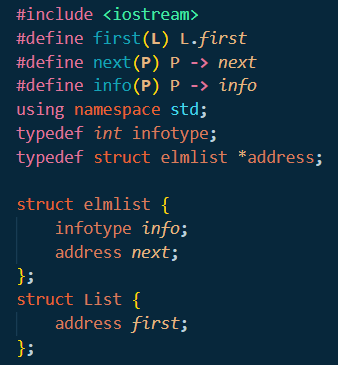 #include <iostream>
#define first(L) L.first
#define next(P) P -> next
#define info(P) P -> info
using namespace std;
typedef int infotype;
typedef struct elmlist *address;
struct elmlist {
    infotype info;
    address next;
};
struct List {
    address first;
};